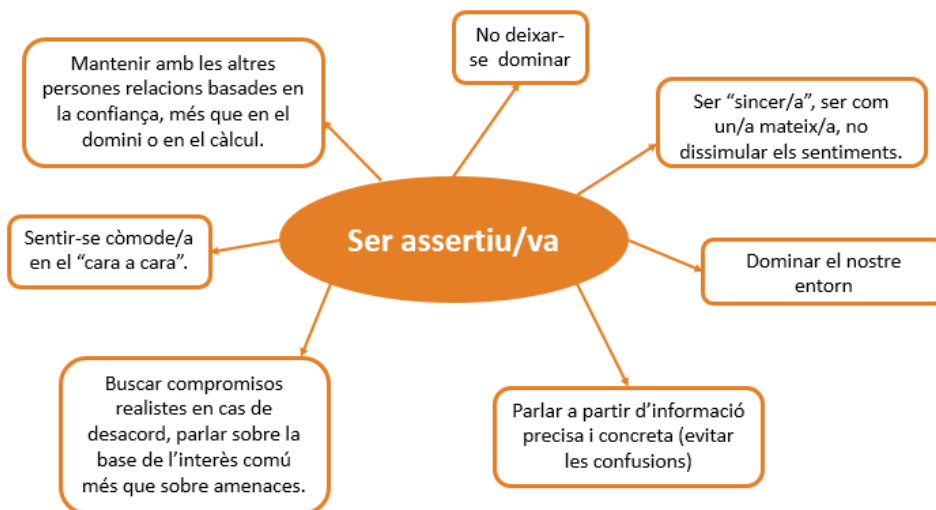 No deixar-
se dominar
Mantenir amb les altres
persones relacions basades en
la confiança, més que en el
domini o en el càlcul.
Ser “sincer/a”, ser com
un/a mateix/a, no
dissimular els sentiments.
Ser assertiu/va
Sentir-se còmode/a
en el “cara a cara”.
Dominar el nostre
entorn
Buscar compromisos
realistes en cas de
desacord, parlar sobre la
base de l’interès comú
més que sobre amenaces.
Parlar a partir d’informació
precisa i concreta (evitar
les confusions)